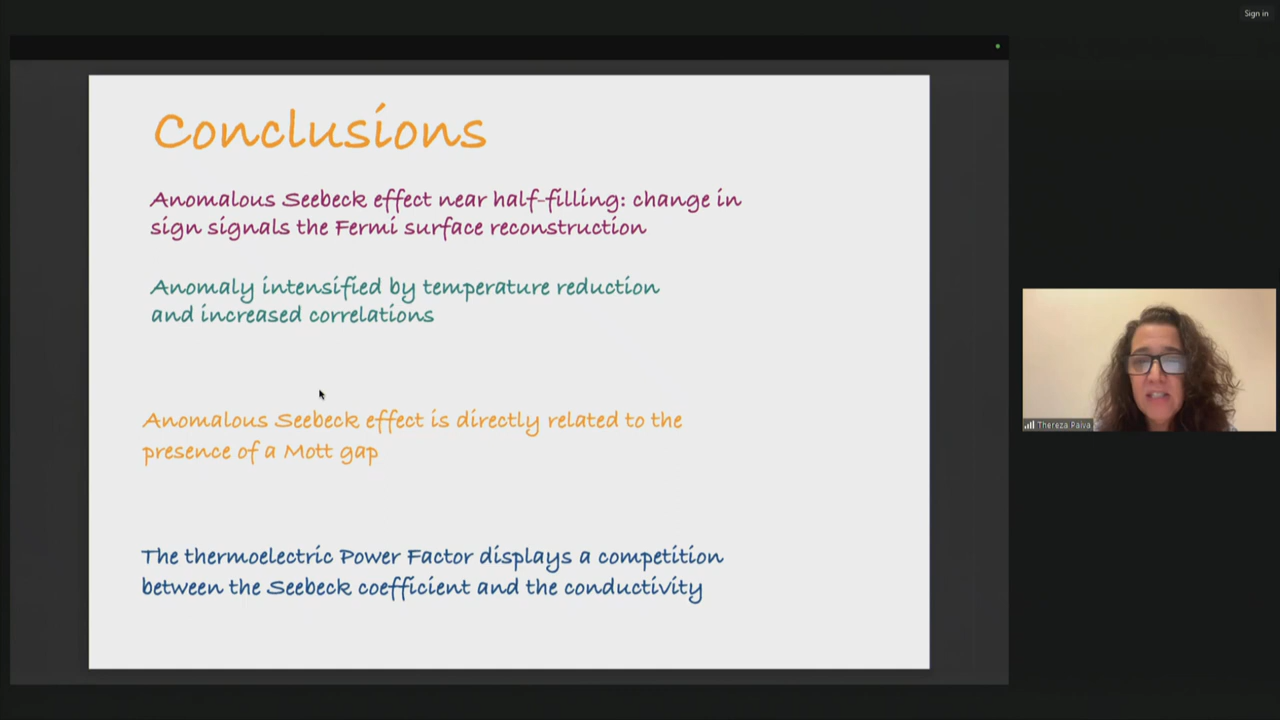 Sign in
Conclusions
Anomalous Seebeck effect near half-filling: change in
sign signals the Fermi surface reconstruction
Anomaly intensified by temperature reduction
and increased correlations
Anomalous Seebeck effect is directly related to the
presence of a Mott gap
The thermoelectric Power Factor displays a competition
between the Seebeck coefficient and the conductivity
Thereza Paiva